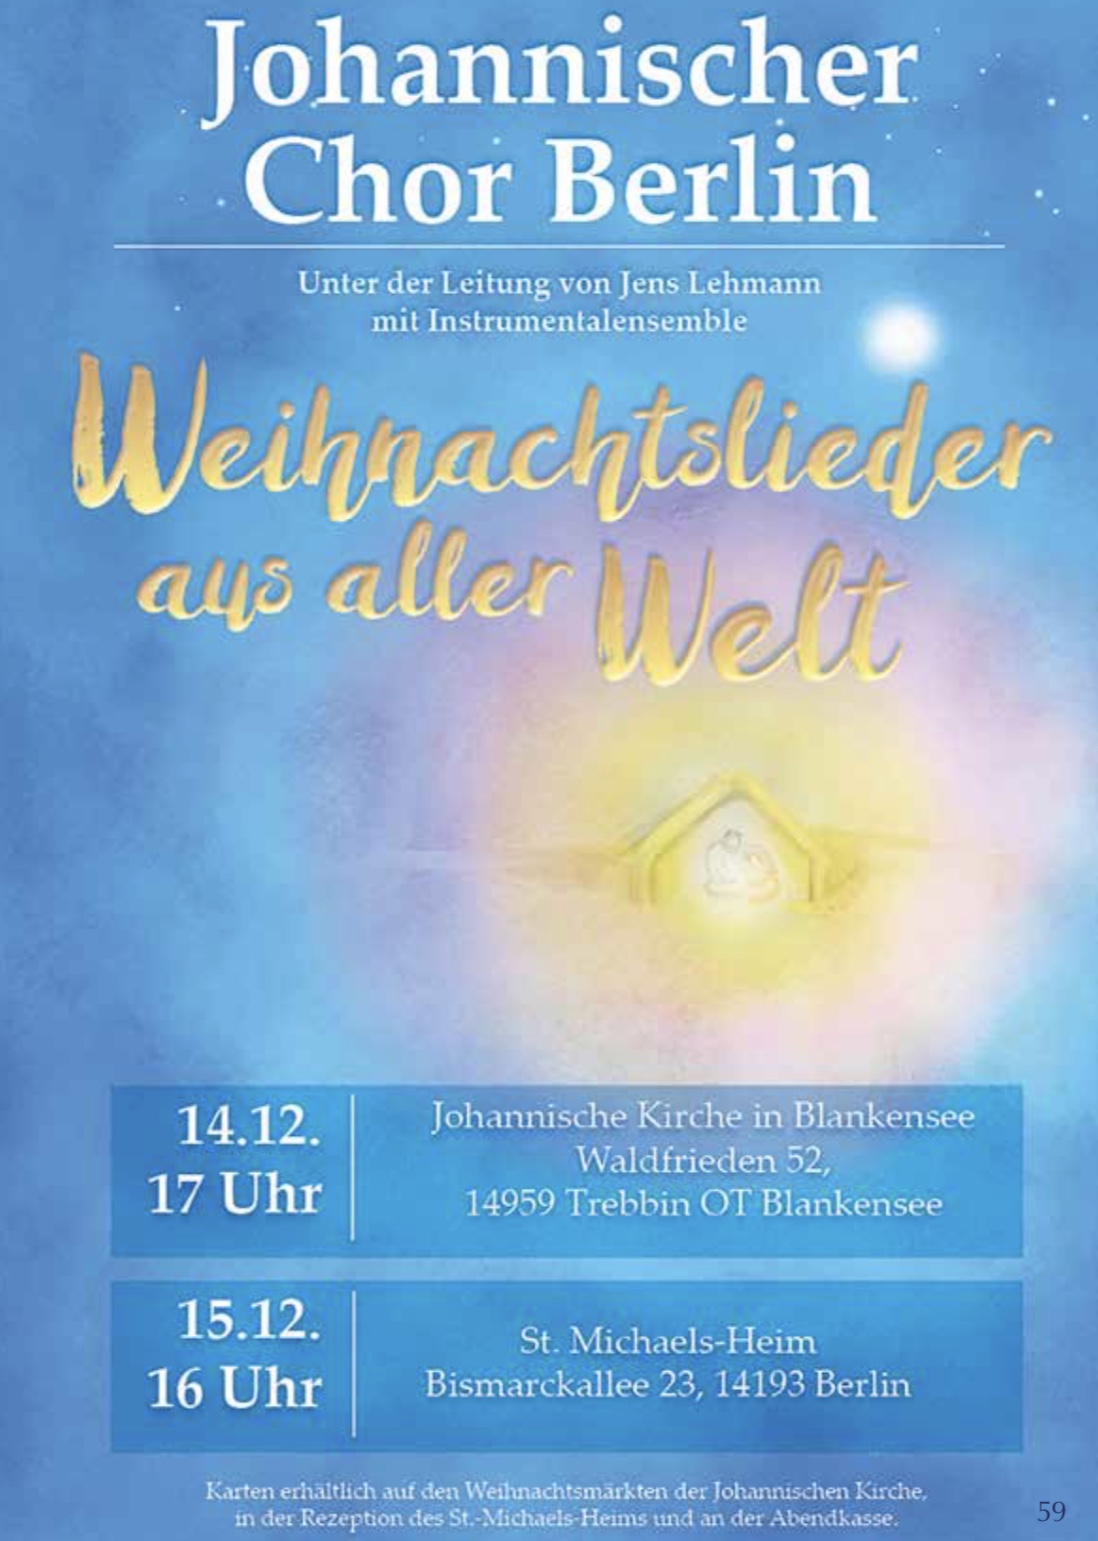 Johannischer
Chor Berlin
Unter der Leitung von Jens Lehmann
mit Instrumentalensemble
Weihnachtslieder
aus aller Welt
14.12.
17 Uhr
Johannische Kirche in Blankensee
Waldfrieden 52,
14959 Trebbin OT Blankensee
15.12.
16 Uhr
St. Michaels-Heim
Bismarckallee 23, 14193 Berlin
Karten erhältlich auf den Weihnachtsmärkten der Johannischen Kirche,
in der Rezeption des St.-Michaels-Heims und an der Abendkasse.
59